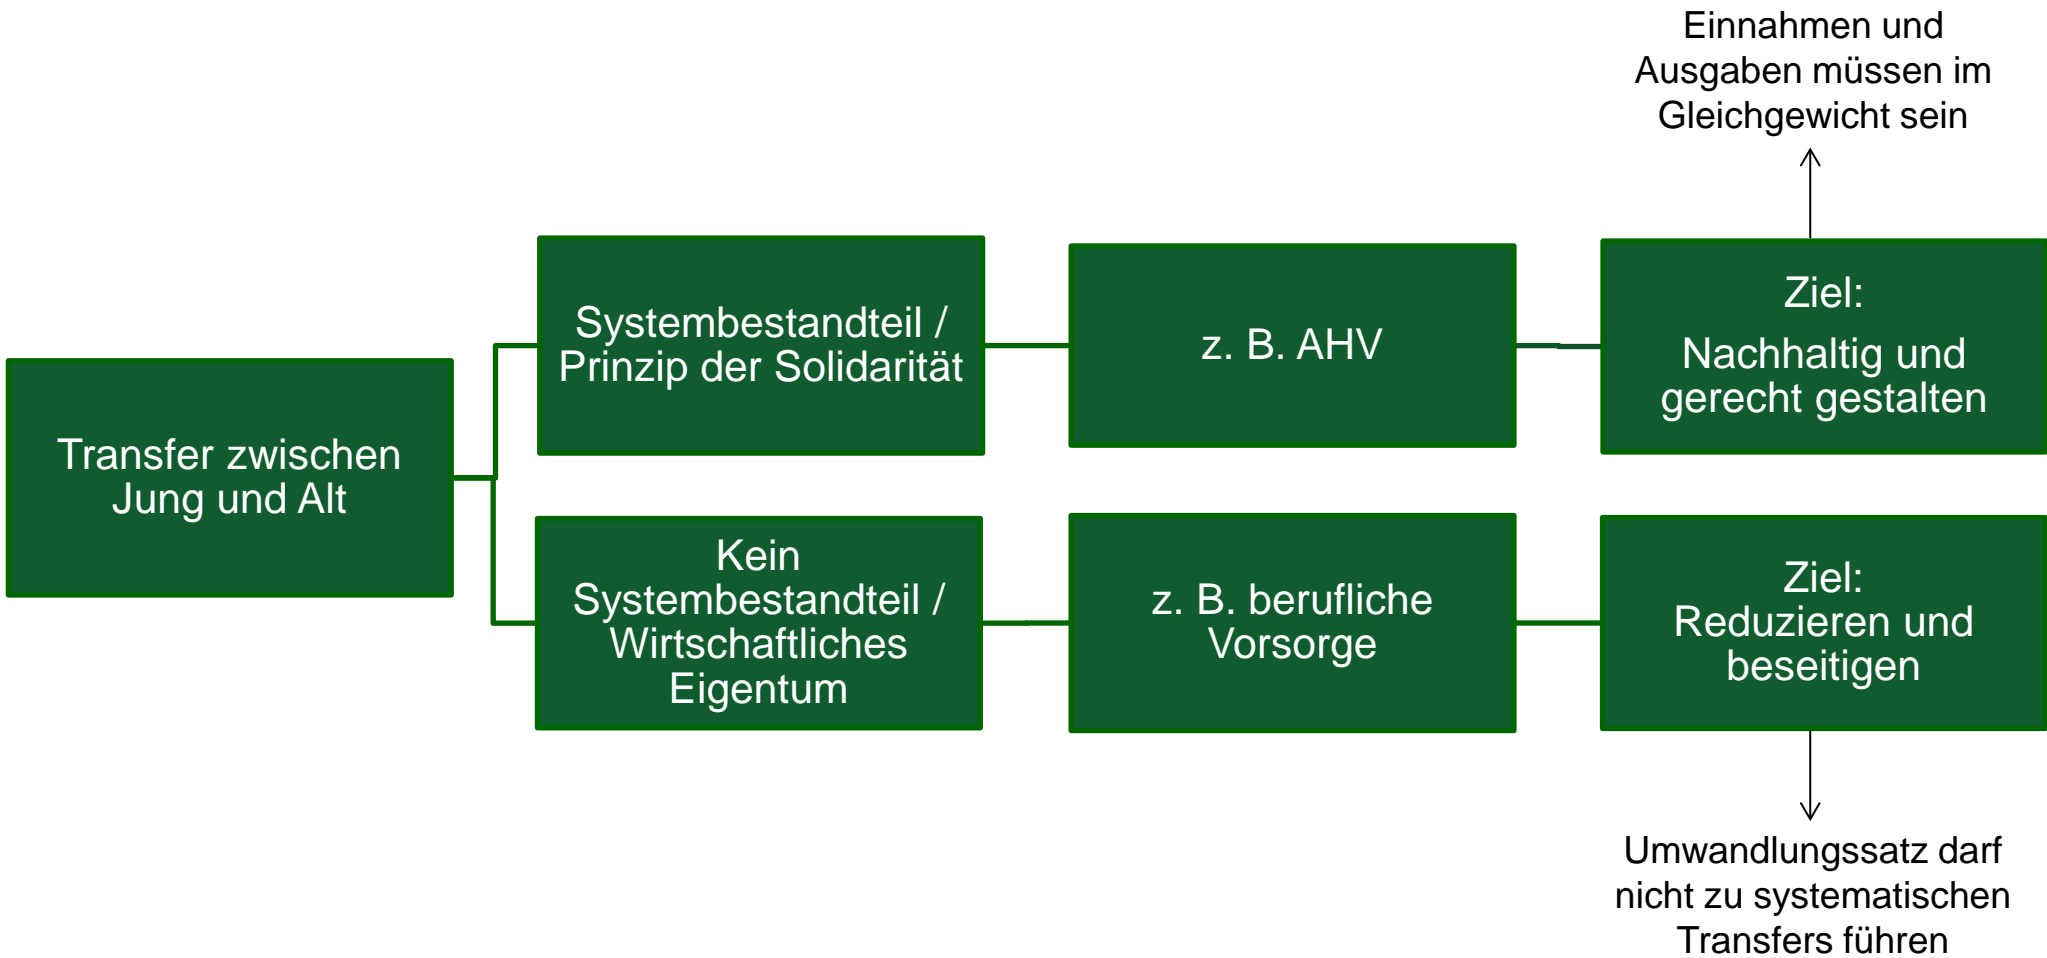 Einnahmen und
Ausgaben müssen im
Gleichgewicht sein
Transfer zwischen
Jung und Alt
Systembestandteil /
Prinzip der Solidarität
z. B. AHV
Ziel:
Nachhaltig und
gerecht gestalten
Kein
Systembestandteil /
Wirtschaftliches
Eigentum
z. B. berufliche
Vorsorge
Ziel:
Reduzieren und
beseitigen
Umwandlungssatz darf
nicht zu systematischen
Transfers führen